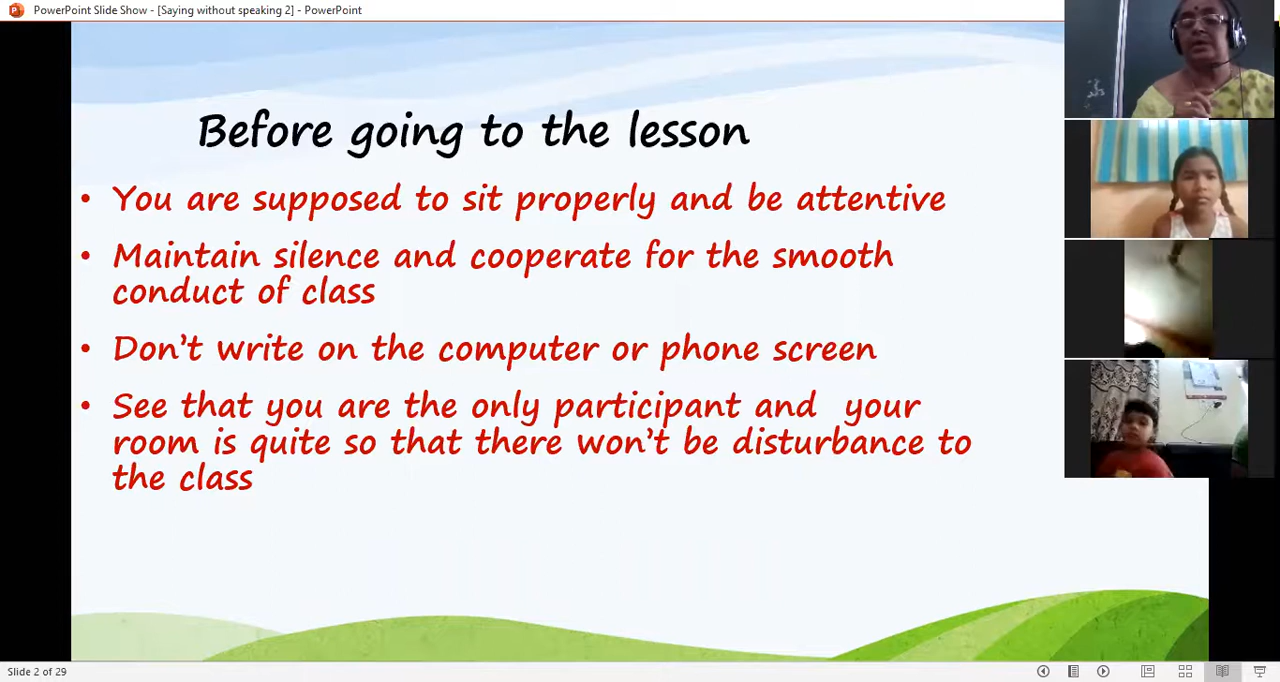 PowerPoint Slide Show - [Saying without speaking 2] - PowerPoint
Before going to the lesson
• You are supposed to sit properly and be attentive
• Maintain silence and cooperate for the smooth
conduct of class
• Don't write on the computer or phone screen
• See that you are the only participant and your
room is quite so that there won't be disturbance to
the class
Slide 2 of 29